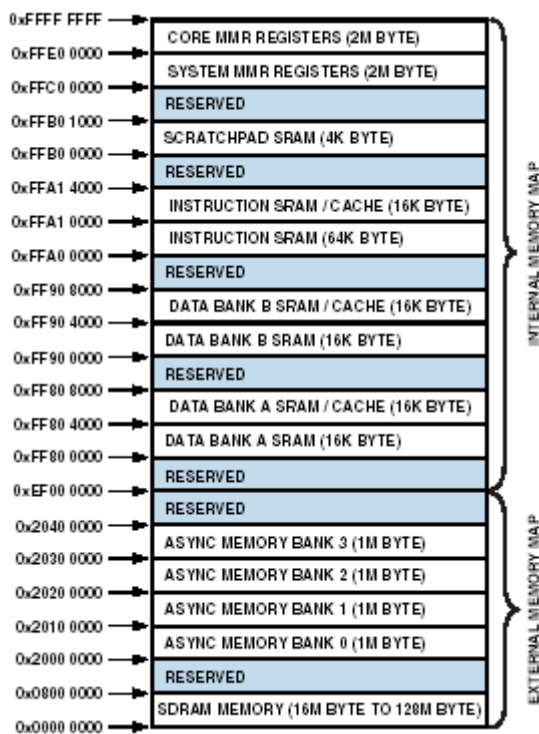 0xFFFF FFFF
CORE MMR REGISTERS (2M BYTE)
0xFFE0 0000
SYSTEM MMR REGISTERS (2M BYTE)
0xFFC0 0000
RESERVED
0xFFB0 1000
SCRATCHPAD SRAM (4K BYTE)
0xFFB0 0000
RESERVED
0xFFA1 4000
INSTRUCTION SRAM / CACHE (16K BYTE)
0xFFA1 0000
INSTRUCTION SRAM (64K BYTE)
0xFFA0 0000
RESERVED
0xFF90 8000
DATA BANK B SRAM / CACHE (16K BYTE)
0xFF90 4000
DATA BANK B SRAM (16K BYTE)
0xFF90 0000
RESERVED
0xFF80 8000
DATA BANK A SRAM / CACHE (16K BYTE)
0xFF80 4000
DATA BANK A SRAM (16K BYTE)
0xFF80 0000
RESERVED
0xEF00 0000
RESERVED
0x2040 0000
ASYNC MEMORY BANK 3 (1M BYTE)
0x2030 0000
ASYNC MEMORY BANK 2 (1M BYTE)
0x2020 0000
ASYNC MEMORY BANK 1 (1M BYTE)
0x2010 0000
ASYNC MEMORY BANK 0 (1M BYTE)
0x2000 0000
RESERVED
0x0800 0000
SDRAM MEMORY (16M BYTE TO 128M BYTE)
0x0000 0000
INTERNAL MEMORY MAP
EXTERNAL MEMORY MAP